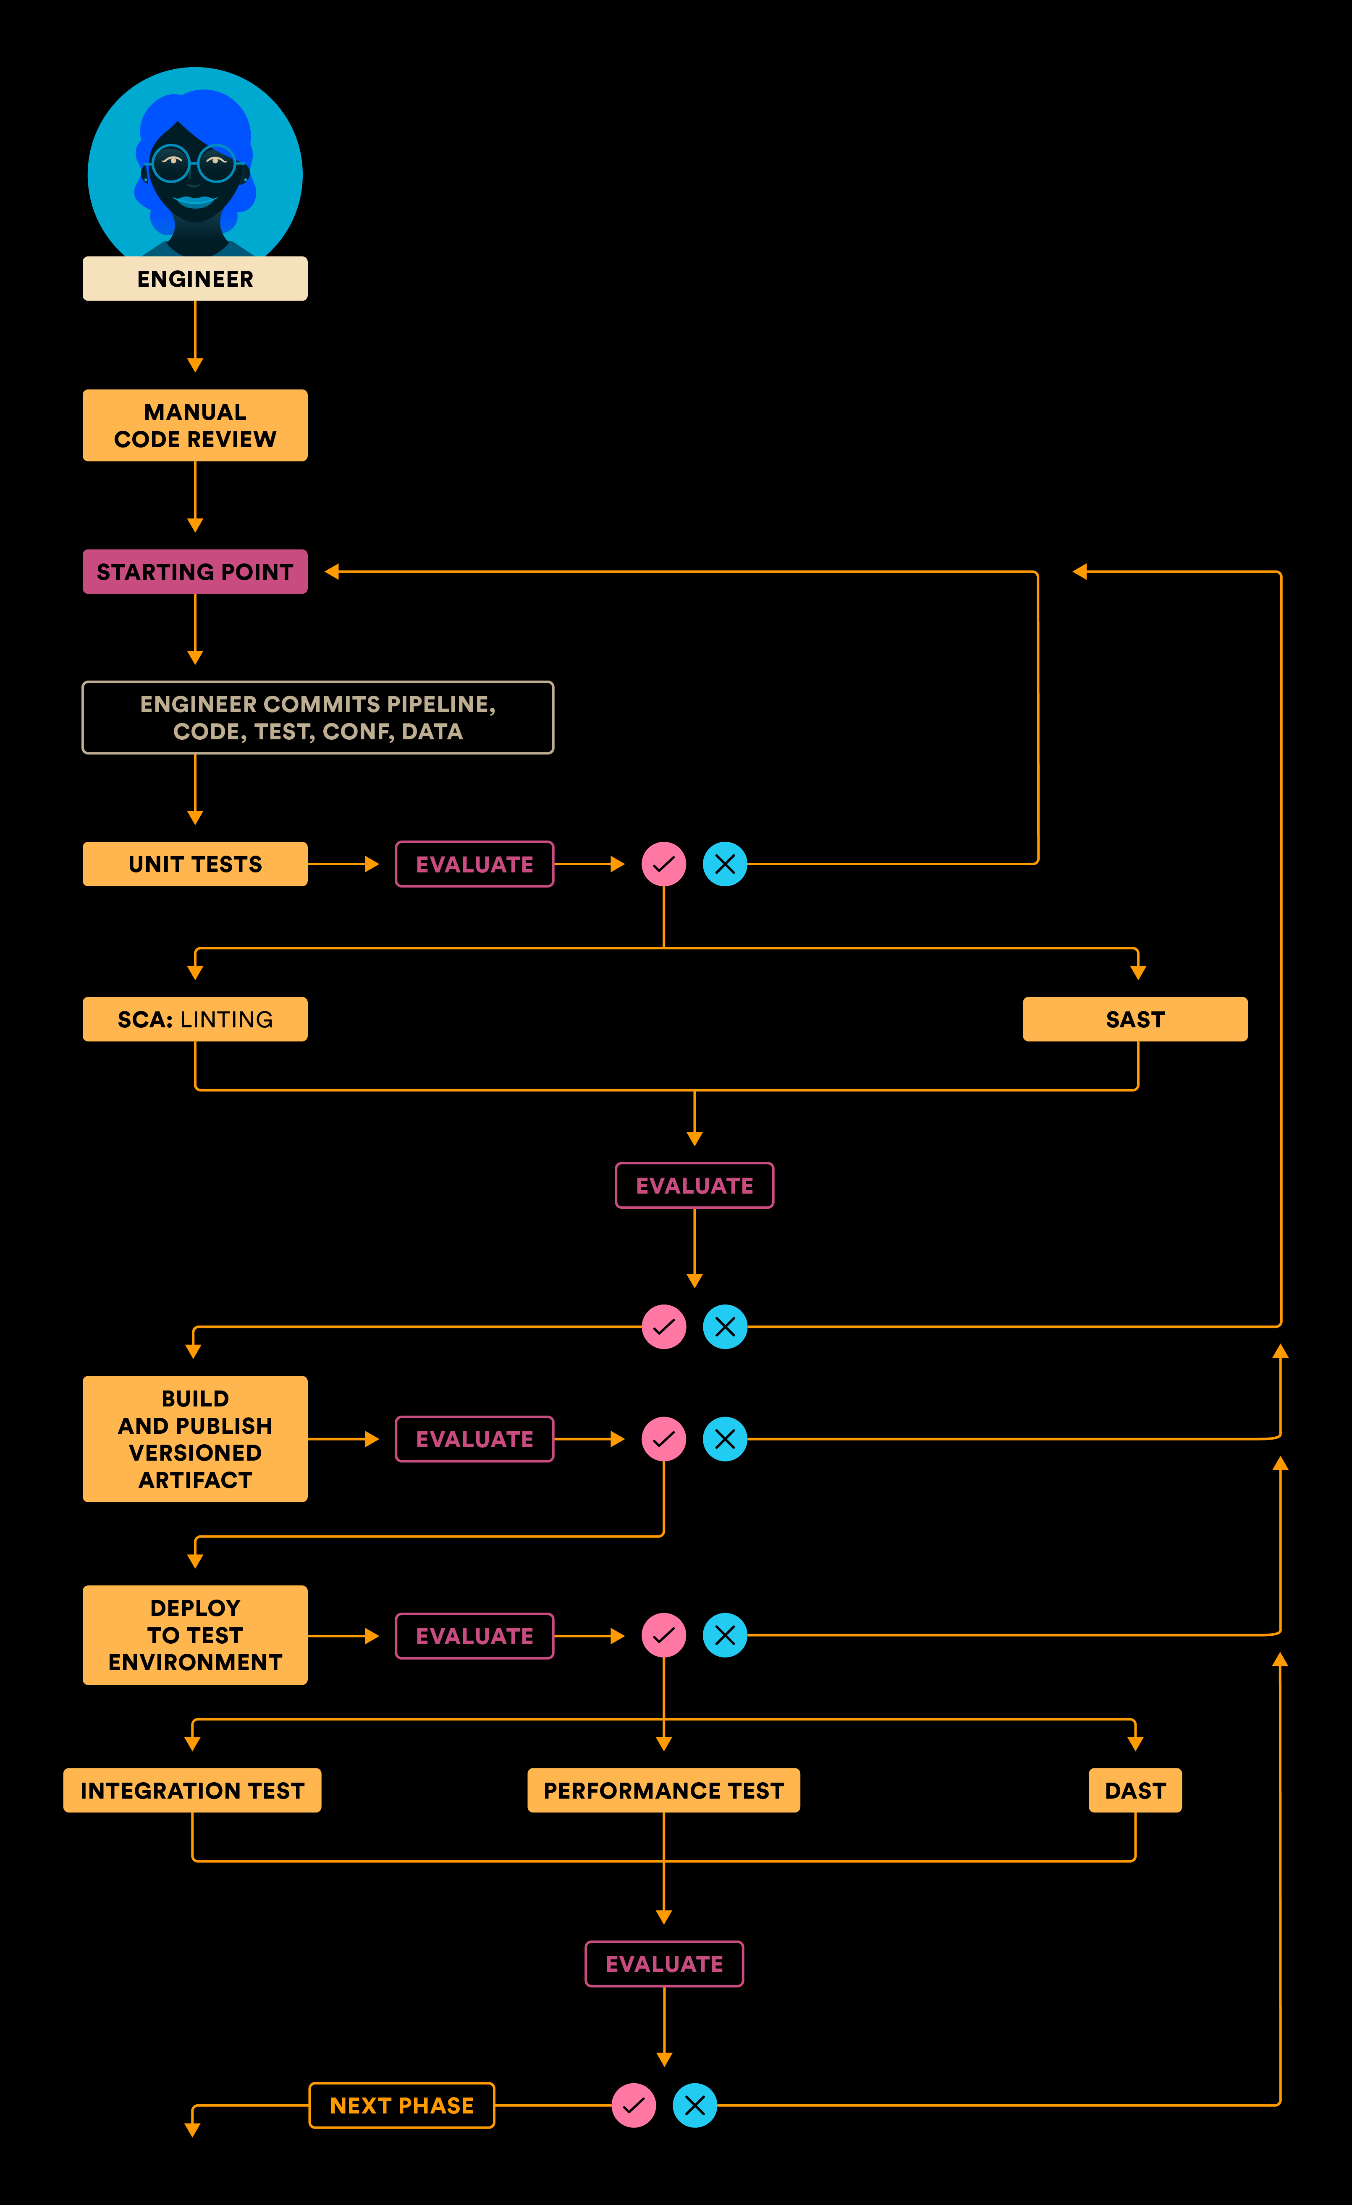 ENGINEER
MANUAL
CODE REVIEW
STARTING POINT
ENGINEER COMMITS PIPELINE,
CODE, TEST, CONF, DATA
UNIT TESTS
EVALUATE
SCA: LINTING
SAST
EVALUATE
BUILD
AND PUBLISH
VERSIONED
ARTIFACT
EVALUATE
DEPLOY
TO TEST
ENVIRONMENT
EVALUATE
INTEGRATION TEST
PERFORMANCE TEST
DAST
EVALUATE
NEXT PHASE